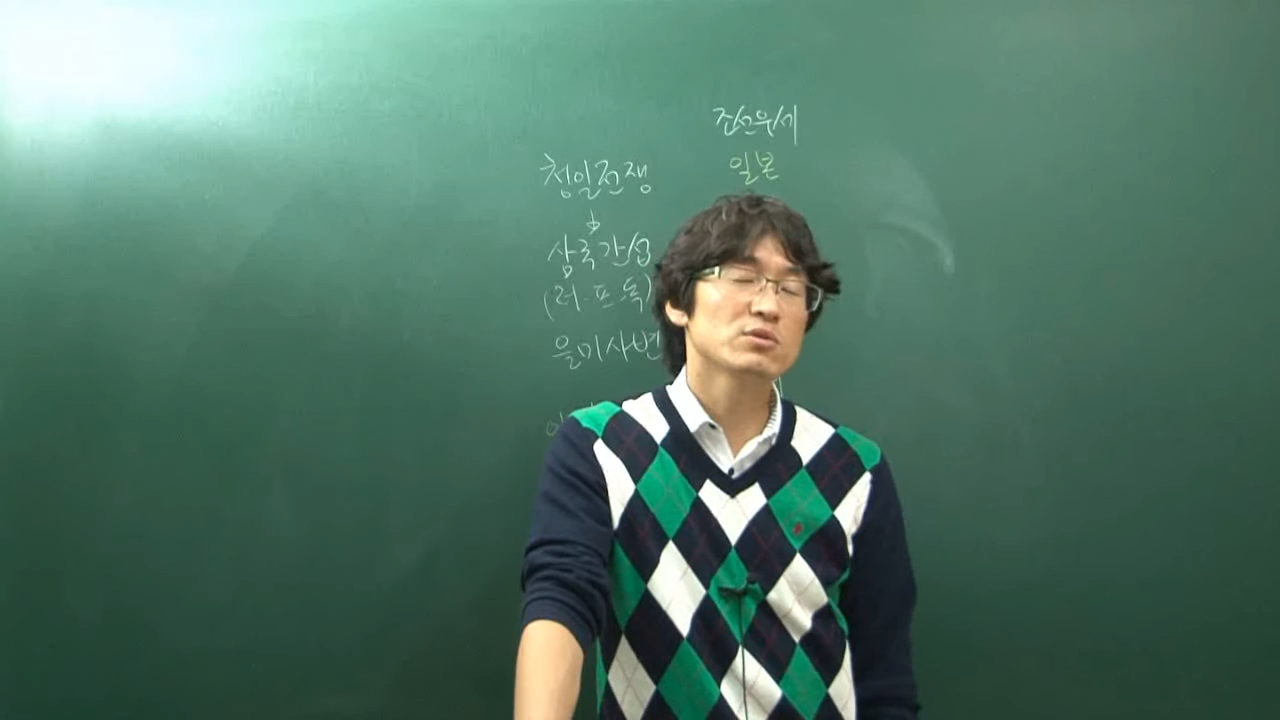 조선우세
일본
청일전쟁
↓
삼국간섭
(러·프·독)
을미사변